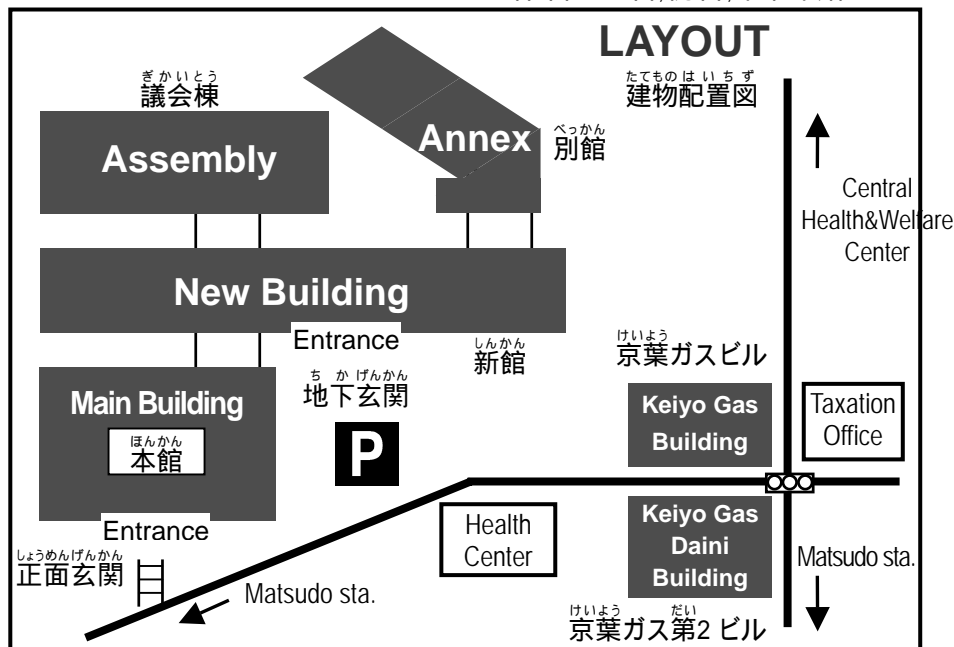 LAYOUT
たてものはいちず
建物配置図
ぎかいとう
議会棟
Assembly
Annex
べっかん
別館
Central
Health&Welfare
Center
New Building
Entrance
しんかん
新館
ちかげんかん
地下玄関
P
Main Building
ほんかん
本館
Entrance
しょうめんげんかん
正面玄関
Matsudo sta.
けいよう
京葉ガスビル
Keiyo Gas
Building
Taxation
Office
Health
Center
Keiyo Gas
Daini
Building
けいよう だい
京葉ガス第2 ビル
Matsudo sta.